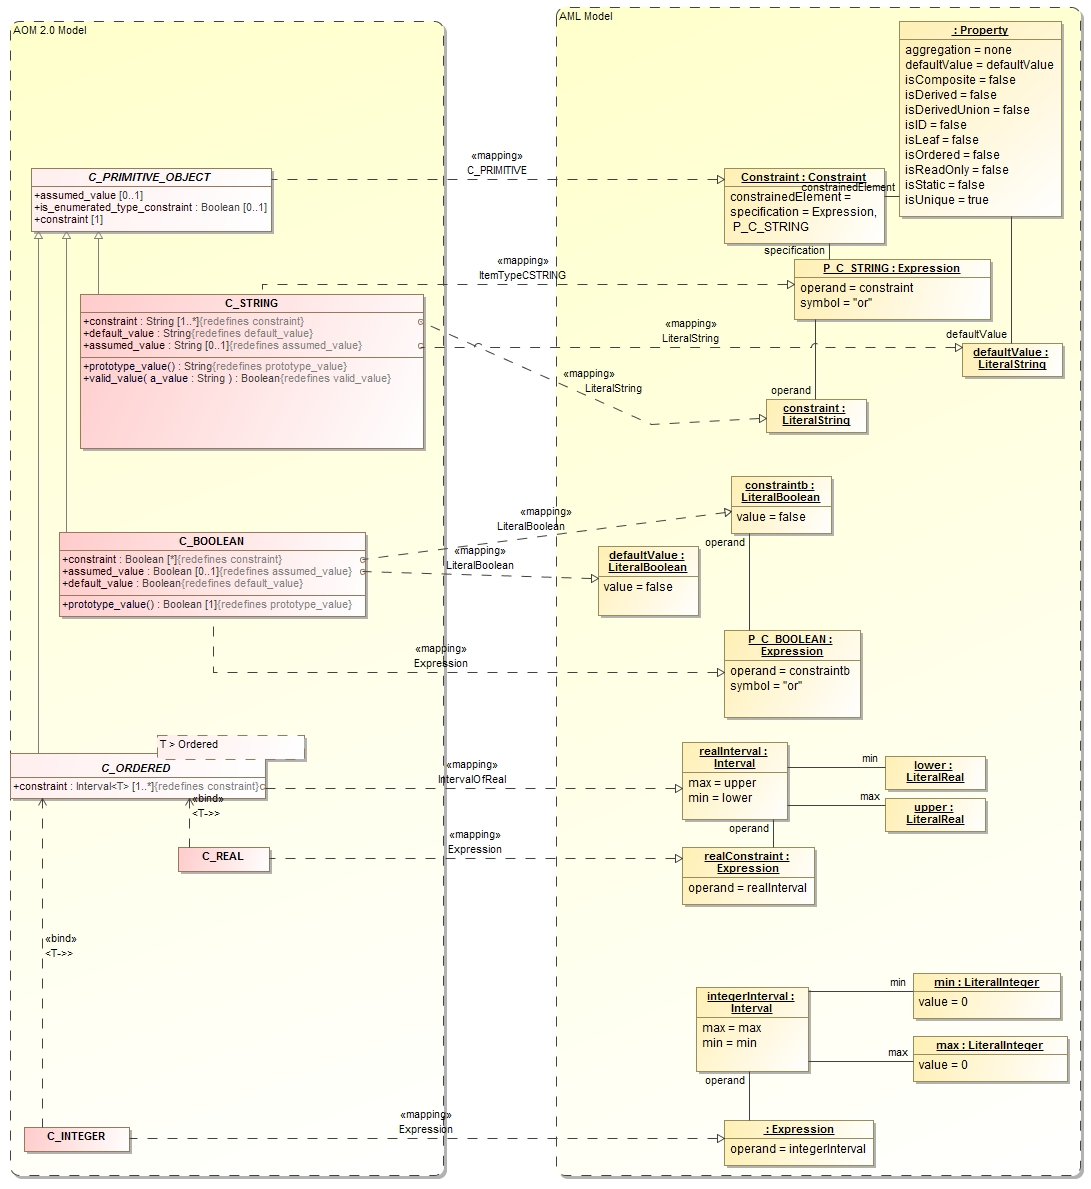 AOM 2.0 Model
C_PRIMITIVE_OBJECT
+assumed_value [0..1]
+is_enumerated_type_constraint : Boolean [0..1]
+constraint [1]
C_STRING
+constraint : String [1..*]{redefines constraint}
+default_value : String{redefines default_value}
+assumed_value : String [0..1]{redefines assumed_value}
+prototype_value() : String{redefines prototype_value}
+valid_value( a_value : String ) : Boolean{redefines valid_value}
C_BOOLEAN
+constraint : Boolean [*]{redefines constraint}
+assumed_value : Boolean [0..1]{redefines assumed_value}
+default_value : Boolean{redefines default_value}
+prototype_value() : Boolean [1]{redefines prototype_value}
T > Ordered
C_ORDERED
+constraint : Interval<T> [1..*]{redefines constraint}
«bind»
<T->>
C_REAL
«bind»
<T->>
C_INTEGER
«mapping»
C_PRIMITIVE
«mapping»
ItemTypeCSTRING
«mapping»
LiteralString
«mapping»
LiteralString
«mapping»
LiteralBoolean
«mapping»
LiteralBoolean
«mapping»
Expression
«mapping»
IntervalOfReal
«mapping»
Expression
«mapping»
Expression
AML Model
: Property
aggregation = none
defaultValue = defaultValue
isComposite = false
isDerived = false
isDerivedUnion = false
isID = false
isLeaf = false
isOrdered = false
isReadOnly = false
isStatic = false
isUnique = true
Constraint : Constraint
constrainedElement =
specification = Expression,
P_C_STRING
constrainedElement
specification
P_C_STRING : Expression
operand = constraint
symbol = "or"
defaultValue
defaultValue :
LiteralString
operand
constraint :
LiteralString
constraintb :
LiteralBoolean
value = false
operand
defaultValue :
LiteralBoolean
value = false
P_C_BOOLEAN :
Expression
operand = constraintb
symbol = "or"
realInterval :
Interval
max = upper
min = lower
min
lower :
LiteralReal
max
upper :
LiteralReal
operand
realConstraint :
Expression
operand = realInterval
integerInterval :
Interval
max = max
min = min
min
min : LiteralInteger
value = 0
max
max : LiteralInteger
value = 0
operand
: Expression
operand = integerInterval